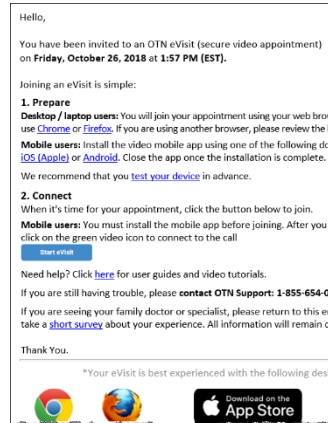 Hello,
You have been invited to an OTN eVisit (secure video appointment)
on Friday, October 26, 2018 at 1:57 PM (EST).
Joining an eVisit is simple:
1. Prepare
Desktop / laptop users: You will join your appointment using your web
use Chrome or Firefox. If you are using another browser, please review the
Mobile users: Install the video mobile app using one of the following
iOS (Apple) or Android. Close the app once the installation is complete.
We recommend that you test your device in advance.
2. Connect
When it's time for your appointment, click the button below to join.
Mobile users: You must install the mobile app before joining. After you
click on the green video icon to connect to the call
Start eVisit
Need help? Click here for user guides and video tutorials.
If you are still having trouble, please contact OTN Support: 1-855-654-0
If you are seeing your family doctor or specialist, please return to this
take a short survey about your experience. All information will remain
Thank You.
*Your eVisit is best experienced with the following
Download on the
App Store